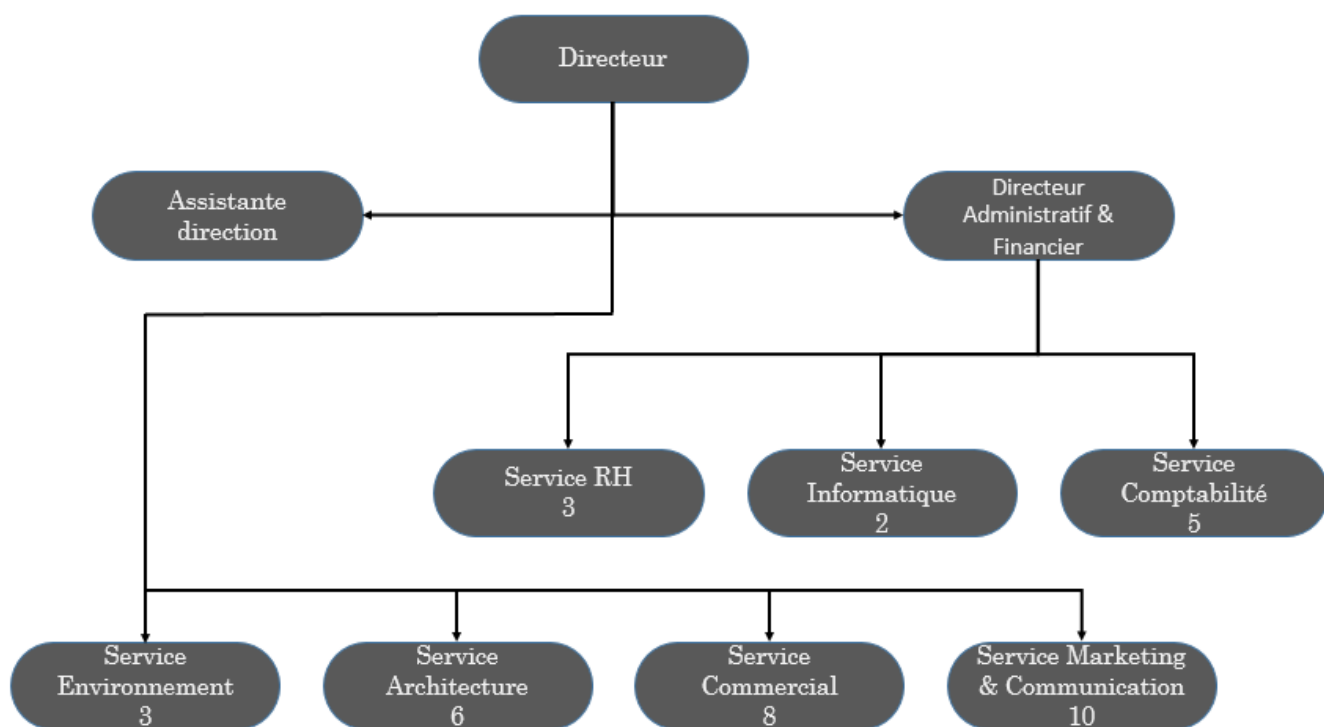 Directeur
Assistante
direction
Directeur
Administratif &
Financier
Service RH
3
Service
Informatique
2
Service
Comptabilité
5
Service
Environnement
3
Service
Architecture
6
Service
Commercial
8
Service Marketing
& Communication
10